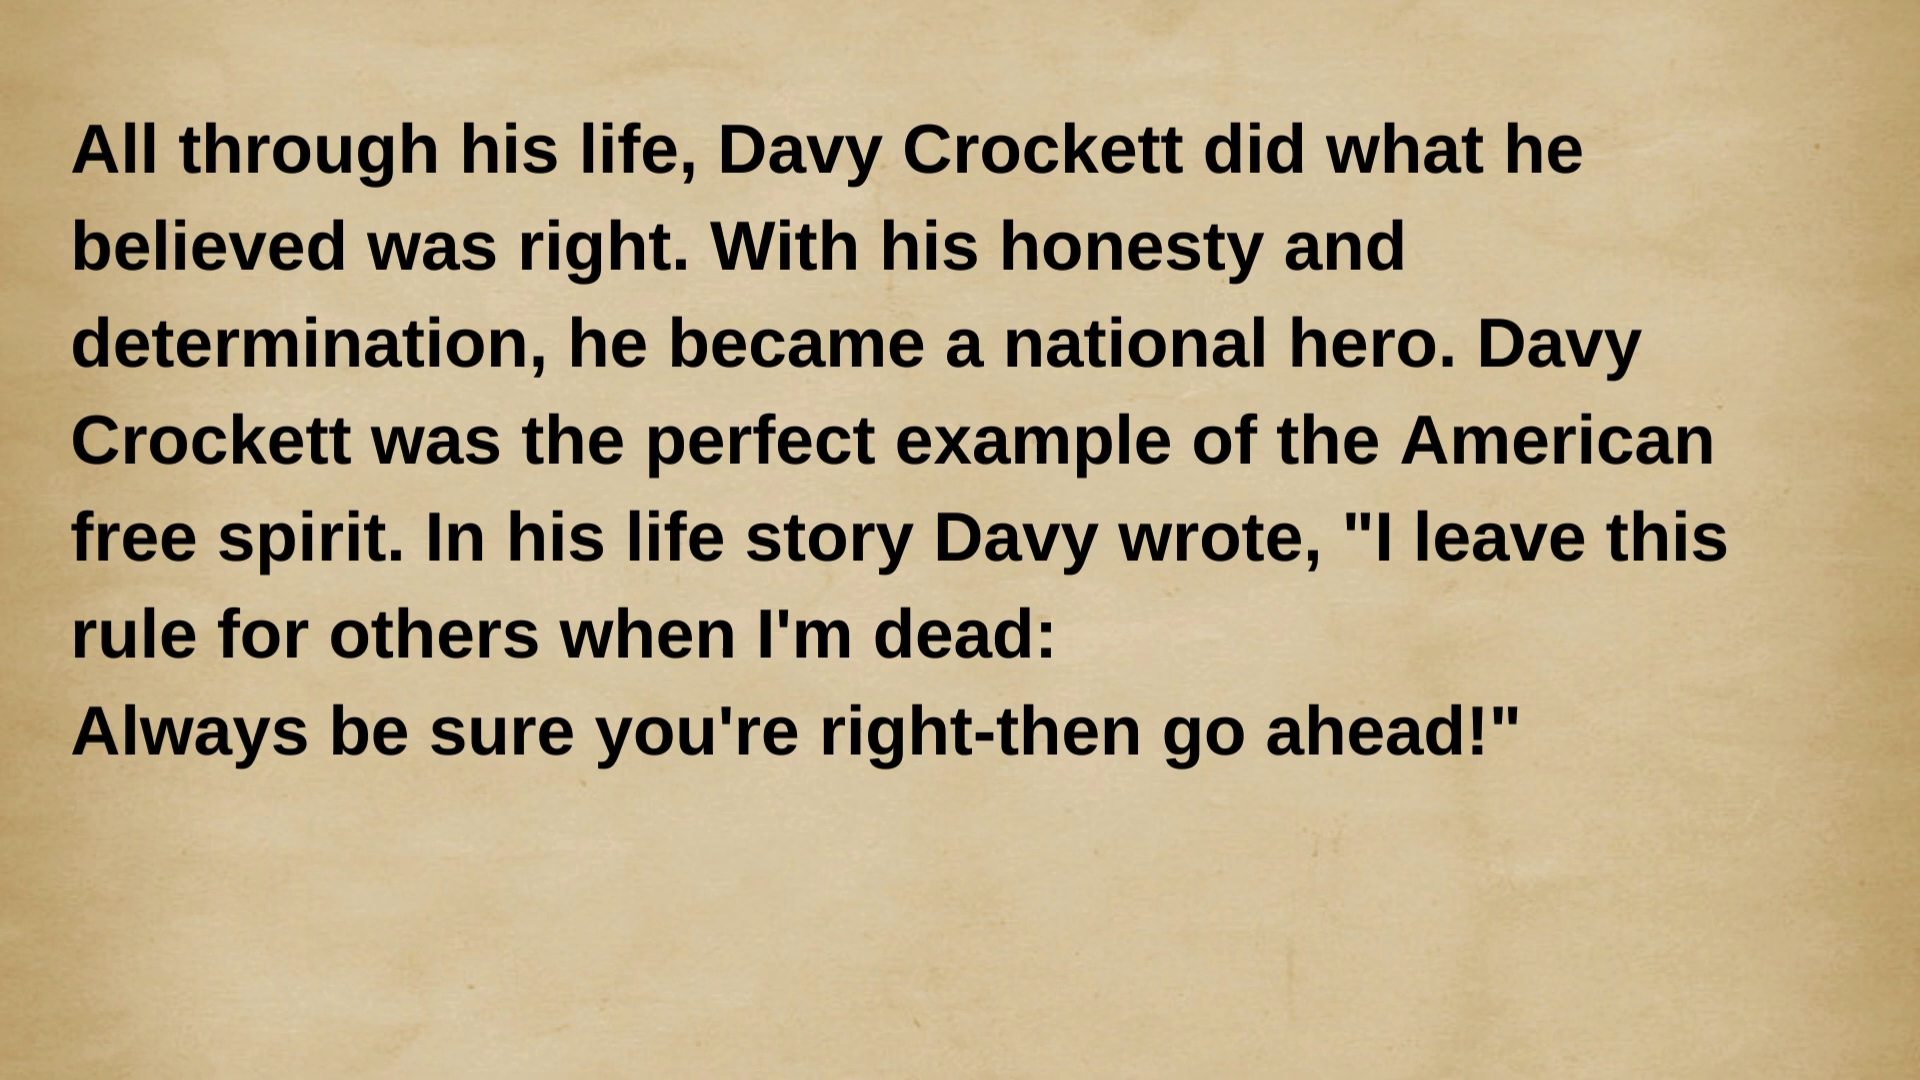 All through his life, Davy Crockett did what he
believed was right. With his honesty and
determination, he became a national hero. Davy
Crockett was the perfect example of the American
free spirit. In his life story Davy wrote, "I leave this
rule for others when I'm dead:
Always be sure you're right-then go ahead!"